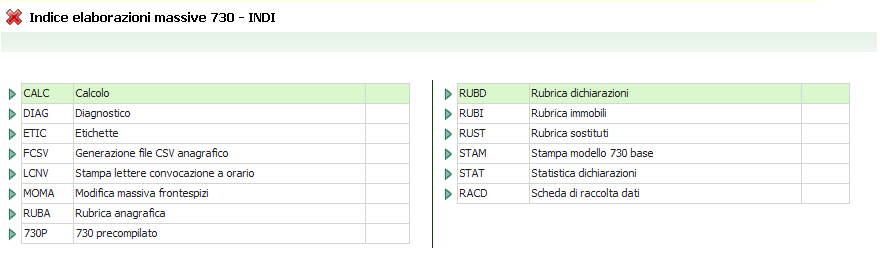 Indice elaborazioni massive 730 - INDI
CALC Calcolo
DIAG Diagnostico
ETIC Etichette
FCSV Generazione file CSV anagrafico
LCNV Stampa lettere convocazione a orario
MOMA Modifica massiva frontespizi
RUBA Rubrica anagrafica
730P 730 precompilato
RUBD Rubrica dichiarazioni
RUBI Rubrica immobili
RUST Rubrica sostituti
STAM Stampa modello 730 base
STAT Statistica dichiarazioni
RACD Scheda di raccolta dati